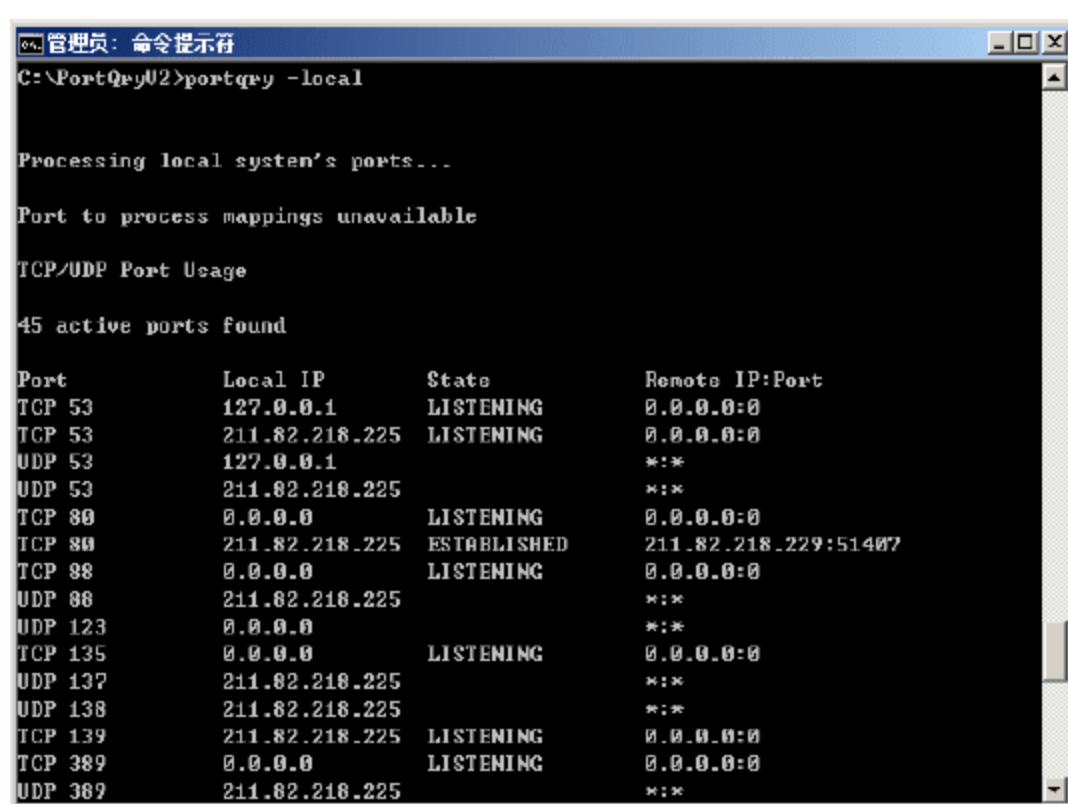 管理员: 命令提示符
C:\PortQryV2>portqry -local
Processing local system's ports...
Port to process mappings unavailable
TCP/UDP Port Usage
45 active ports found
Port Local IP State Remote IP:Port
TCP 53 127.0.0.1 LISTENING 0.0.0.0:0
TCP 53 211.82.218.225 LISTENING 0.0.0.0:0
UDP 53 127.0.0.1 *:*
UDP 53 211.82.218.225 *:*
TCP 80 0.0.0.0 LISTENING 0.0.0.0:0
TCP 80 211.82.218.225 ESTABLISHED 211.82.218.229:51407
TCP 88 0.0.0.0 LISTENING 0.0.0.0:0
UDP 88 211.82.218.225 *:*
UDP 123 0.0.0.0 *:*
TCP 135 0.0.0.0 LISTENING 0.0.0.0:0
UDP 137 211.82.218.225 *:*
UDP 138 211.82.218.225 *:*
TCP 139 211.82.218.225 LISTENING 0.0.0.0:0
TCP 389 0.0.0.0 LISTENING 0.0.0.0:0
UDP 389 211.82.218.225 *:*